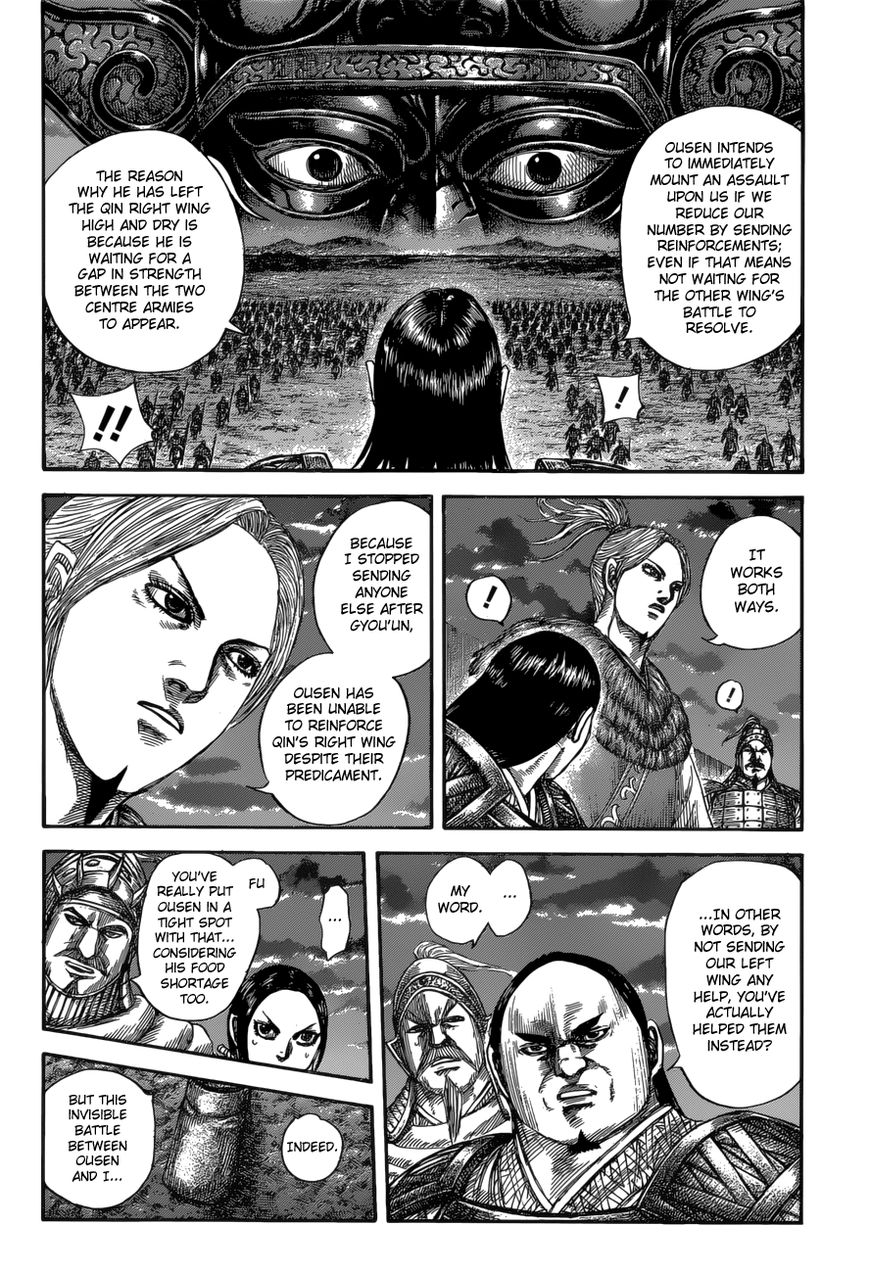 OUSEN INTENDS
TO IMMEDIATELY
MOUNT AN ASSAULT
UPON US IF WE
REDUCE OUR
NUMBER BY SENDING
REINFORCEMENTS;
EVEN IF THAT MEANS
NOT WAITING FOR
THE OTHER WING'S
BATTLE TO
RESOLVE.
THE REASON
WHY HE HAS LEFT
THE QIN RIGHT WING
HIGH AND DRY IS
BECAUSE HE IS
WAITING FOR A
GAP IN STRENGTH
BETWEEN THE TWO
CENTRE ARMIES
TO APPEAR.
!
!!
IT
WORKS
BOTH
WAYS.
!
!
BECAUSE
I STOPPED
SENDING
ANYONE
ELSE AFTER
GYOU'UN,
OUSEN HAS
BEEN UNABLE
TO REINFORCE
QIN'S RIGHT WING
DESPITE THEIR
PREDICAMENT.
...IN OTHER
WORDS, BY
NOT SENDING
OUR LEFT
WING ANY
HELP, YOU'VE
ACTUALLY
HELPED THEM
INSTEAD?
...
MY
WORD.
...
FU
YOU'VE
REALLY PUT
OUSEN IN A
TIGHT SPOT
WITH THAT...
CONSIDERING
HIS FOOD
SHORTAGE
TOO.
INDEED.
BUT THIS
INVISIBLE
BATTLE
BETWEEN
OUSEN
AND I...